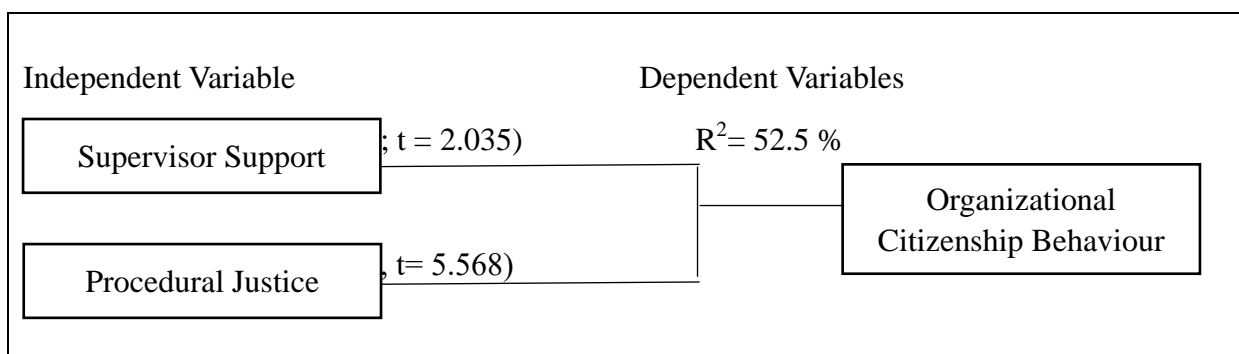 Independent Variable
Dependent Variables
Supervisor Support
; t = 2.035)
R²= 52.5 %
Organizational
Citizenship Behaviour
Procedural Justice
, t= 5.568)